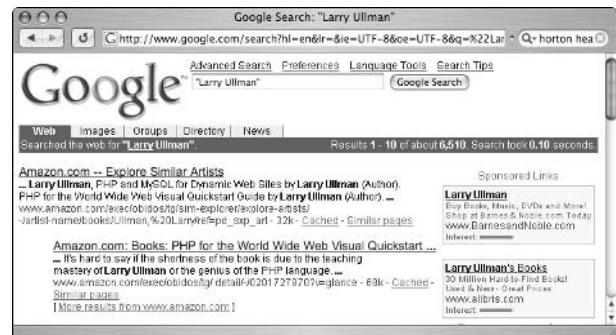 Google Search: "Larry Ullman"
http://www.google.com/search?hl=en&lr=&ie=UTF-8&oe=UTF-8&q=%22Lar
horton hea
Google
Advanced Search Preferences Language Tools Search Tips
"Larry Ullman"
Google Search
Web Images Groups Directory News
Searched the web for "Larry Ullman". Results 1 - 10 of about 6,510. Search took 0.10 seconds.
Amazon.com -- Explore Similar Artists
... Larry Ullman, PHP and MySQL for Dynamic Web Sites by Larry Ullman (Author).
PHP for the World Wide Web Visual Quickstart Guide by Larry Ullman (Author). ...
www.amazon.com/exec/obidos/tg/sim-explorer/explore-artists/
-/artist-name/books/Ullman,%20Larry/ref=pd_sxp_art - 32k - Cached - Similar pages
Amazon.com: Books: PHP for the World Wide Web Visual Quickstart ...
... It's hard to say if the shortness of the book is due to the teaching
mastery of Larry Ullman or the genius of the PHP language. ...
www.amazon.com/exec/obidos/tg/detail/-/0201727870?v=glance - 69k - Cached -
Similar pages
[ More results from www.amazon.com ]
Sponsored Links
Larry Ullman
Buy Books, Music, DVDs and More!
Shop at Barnes & Noble.com Today
www.BarnesandNoble.com
Interest:
Larry Ullman's Books
30 Million Hard-to-Find Books!
Used & New - Great Prices
www.alibris.com
Interest: